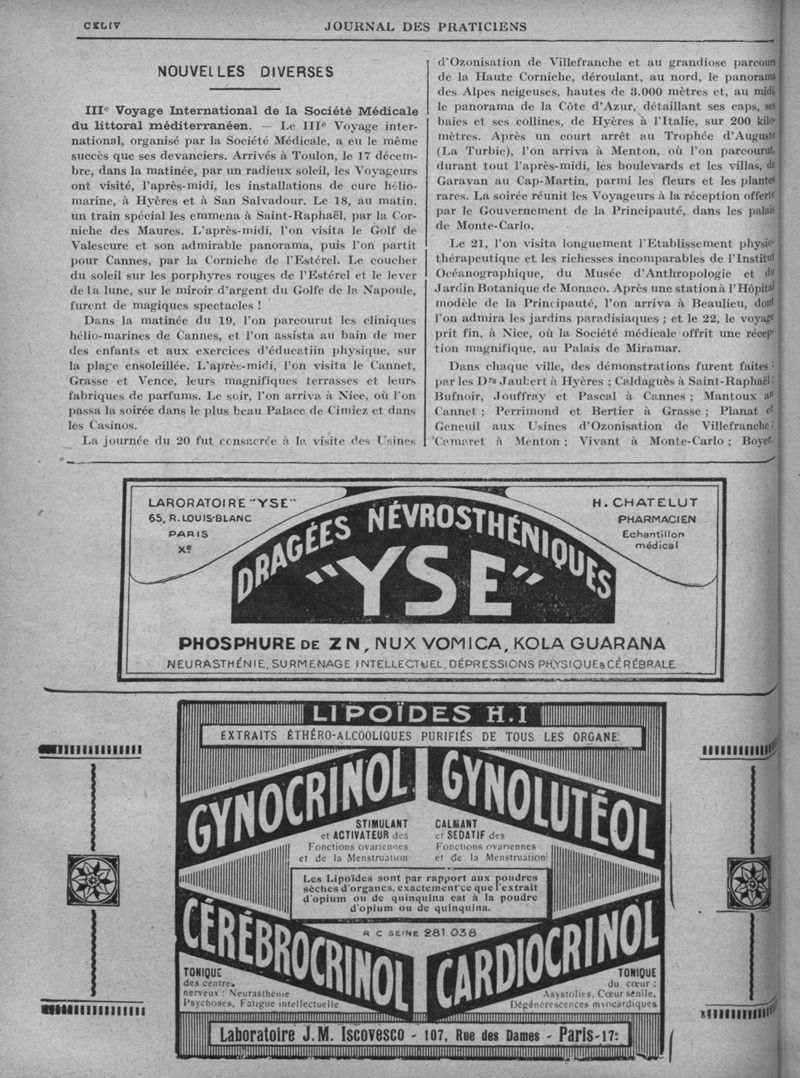 CXLIV
JOURNAL DES PRATICIENS
NOUVELLES DIVERSES
IIIe Voyage International de la Société Médicale
du littoral méditerranéen. — Le IIIe Voyage inter-
national, organisé par la Société Médicale, a eu le même
succès que ses devanciers. Arrivés à Toulon, le 17 décem-
bre, dans la matinée, par un radieux soleil, les Voyageurs
ont visité, l'après-midi, les installations de cure hélio-
marine, à Hyères et à San Salvadour. Le 18, au matin.
un train spécial les emmena à Saint-Raphaël, par la Cor-
niche des Maures. L'après-midi, l'on visita le Golf de
Valescure et son admirable panorama, puis l'on partit
pour Cannes, par la Corniche de l'Estérel. Le coucher
du soleil sur les porphyres rouges de l'Estérel et le lever
de la lune, sur le miroir d'argent du Golfe de la Napoule,
furent de magiques spectacles !
Dans la matinée du 19, l'on parcourut les cliniques
hélio-marines de Cannes, et l'on assista au bain de mer
des enfants et aux exercices d'éducatiin physique, sur
la plage ensoleillée. L'après-midi, l'on visita le Cannet,
Grasse et Vence, leurs magnifiques terrasses et leurs
fabriques de parfums. Le soir, l'on arriva à Nice, où l'on
passa la soirée dans le plus beau Palace de Cimiez et dans
les Casinos.
La journée du 20 fut consacrée à la visite des Usines
d'Ozonisation de Villefranche et au grandiose parcours
de la Haute Corniche, déroulant, au nord, le panorama
des Alpes neigeuses, hautes de 3.000 mètres et, au midi,
le panorama de la Côte d'Azur, détaillant ses caps, ses
baies et ses collines, de Hyères à l'Italie, sur 200 kilo-
mètres. Après un court arrêt au Trophée d'Auguste
(La Turbie), l'on arriva à Menton, où l'on parcourut,
durant tout l'après-midi, les boulevards et les villas, de
Garavan au Cap-Martin, parmi les fleurs et les plantes
rares. La soirée réunit les Voyageurs à la réception offerte
par le Gouvernement de la Principauté, dans les palais
de Monte-Carlo.
Le 21, l'on visita longuement l'Etablissement physio-
thérapeutique et les richesses incomparables de l'Institut
Océanographique, du Musée d'Anthropologie et du
Jardin Botanique de Monaco. Après une station à l'Hôpital
modèle de la Principauté, l'on arriva à Beaulieu, dont
l'on admira les jardins paradisiaques ; et le 22, le voyage
prit fin, à Nice, où la Société médicale offrit une récep-
tion magnifique, au Palais de Miramar.
Dans chaque ville, des démonstrations furent faites :
par les Drs Jaubert à Hyères ; Caldaguès à Saint-Raphaël ;
Bufnoir, Jouffray et Pascal à Cannes ; Mantoux au
Cannet ; Perrimond et Bertier à Grasse ; Planat et
Geneuil aux Usines d'Ozonisation de Villefranche ;
Camaret à Menton ; Vivant à Monte-Carlo ; Boyer,
LARORATOIRE "YSE"
65, R. LOUIS-BLANC
PARIS
Xe
H. CHATELUT
PHARMACIEN
Echantillon
médical
DRAGÉES NÉVROSTHÉNIQUES
"YSE"
PHOSPHURE DE ZN, NUX VOMICA, KOLA GUARANA
NEURASTHÉNIE, SURMENAGE INTELLECTUEL, DÉPRESSIONS PHYSIQUE & CÉRÉBRALE
LIPOÏDES H.I
EXTRAITS ÉTHÉRO-ALCOOLIQUES PURIFIÉS DE TOUS LES ORGANES
GYNOCRINOL
GYNOLUTÉOL
STIMULANT
et ACTIVATEUR des
Fonctions ovariennes
et de la Menstruation
CALMANT
et SÉDATIF des
Fonctions ovariennes
et de la Menstruation
Les Lipoïdes sont par rapport aux poudres
sèches d'organes, exactement ce que l'extrait
d'opium ou de quinquina est à la poudre
d'opium ou de quinquina.
R C SEINE 281 038
CÉRÉBROCRINOL
CARDIOCRINOL
TONIQUE
des centres
nerveux : Neurasthénie
Psychoses, Fatigue intellectuelle
TONIQUE
du cœur :
Asystolies, Cœur sénile,
Dégénérescences myocardiques
Laboratoire J.M. ISCOVESCO - 107, Rue des Dames - PARIS-17e